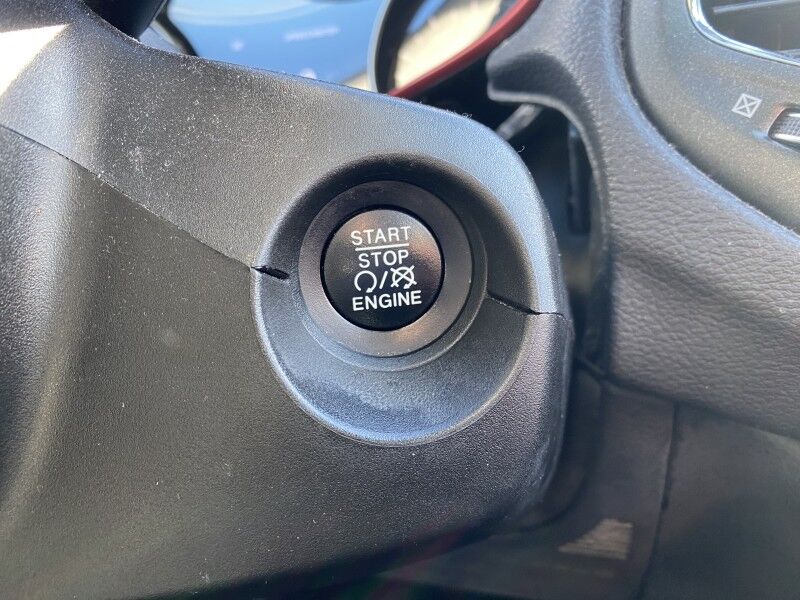 START
STOP
/
ENGINE